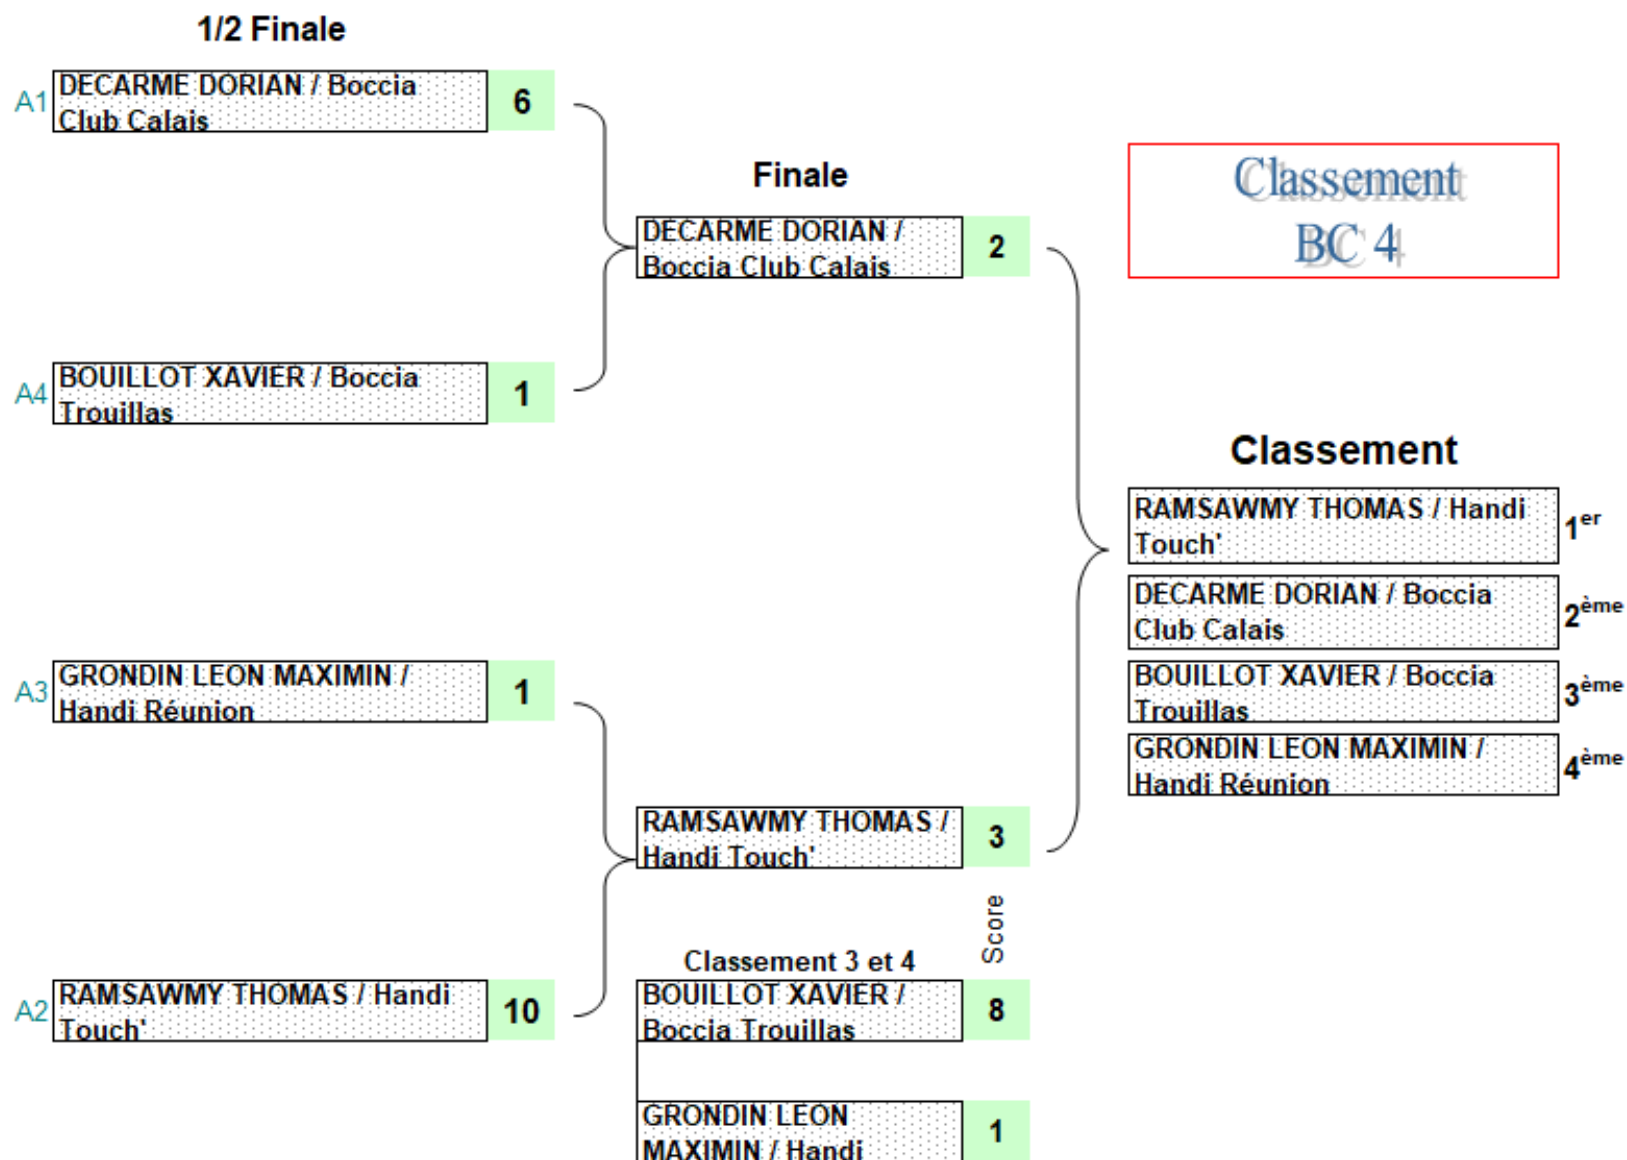 1/2 Finale
A1
DECARME DORIAN / Boccia
Club Calais
6
A4
BOUILLOT XAVIER / Boccia
Trouillas
1
A3
GRONDIN LEON MAXIMIN /
Handi Réunion
1
A2
RAMSAWMY THOMAS / Handi
Touch'
10
Finale
DECARME DORIAN /
Boccia Club Calais
2
RAMSAWMY THOMAS /
Handi Touch'
3
Score
Classement 3 et 4
BOUILLOT XAVIER /
Boccia Trouillas
8
GRONDIN LEON
MAXIMIN / Handi
1
Classement
BC 4
Classement
RAMSAWMY THOMAS / Handi
Touch'
1er
DECARME DORIAN / Boccia
Club Calais
2ème
BOUILLOT XAVIER / Boccia
Trouillas
3ème
GRONDIN LEON MAXIMIN /
Handi Réunion
4ème